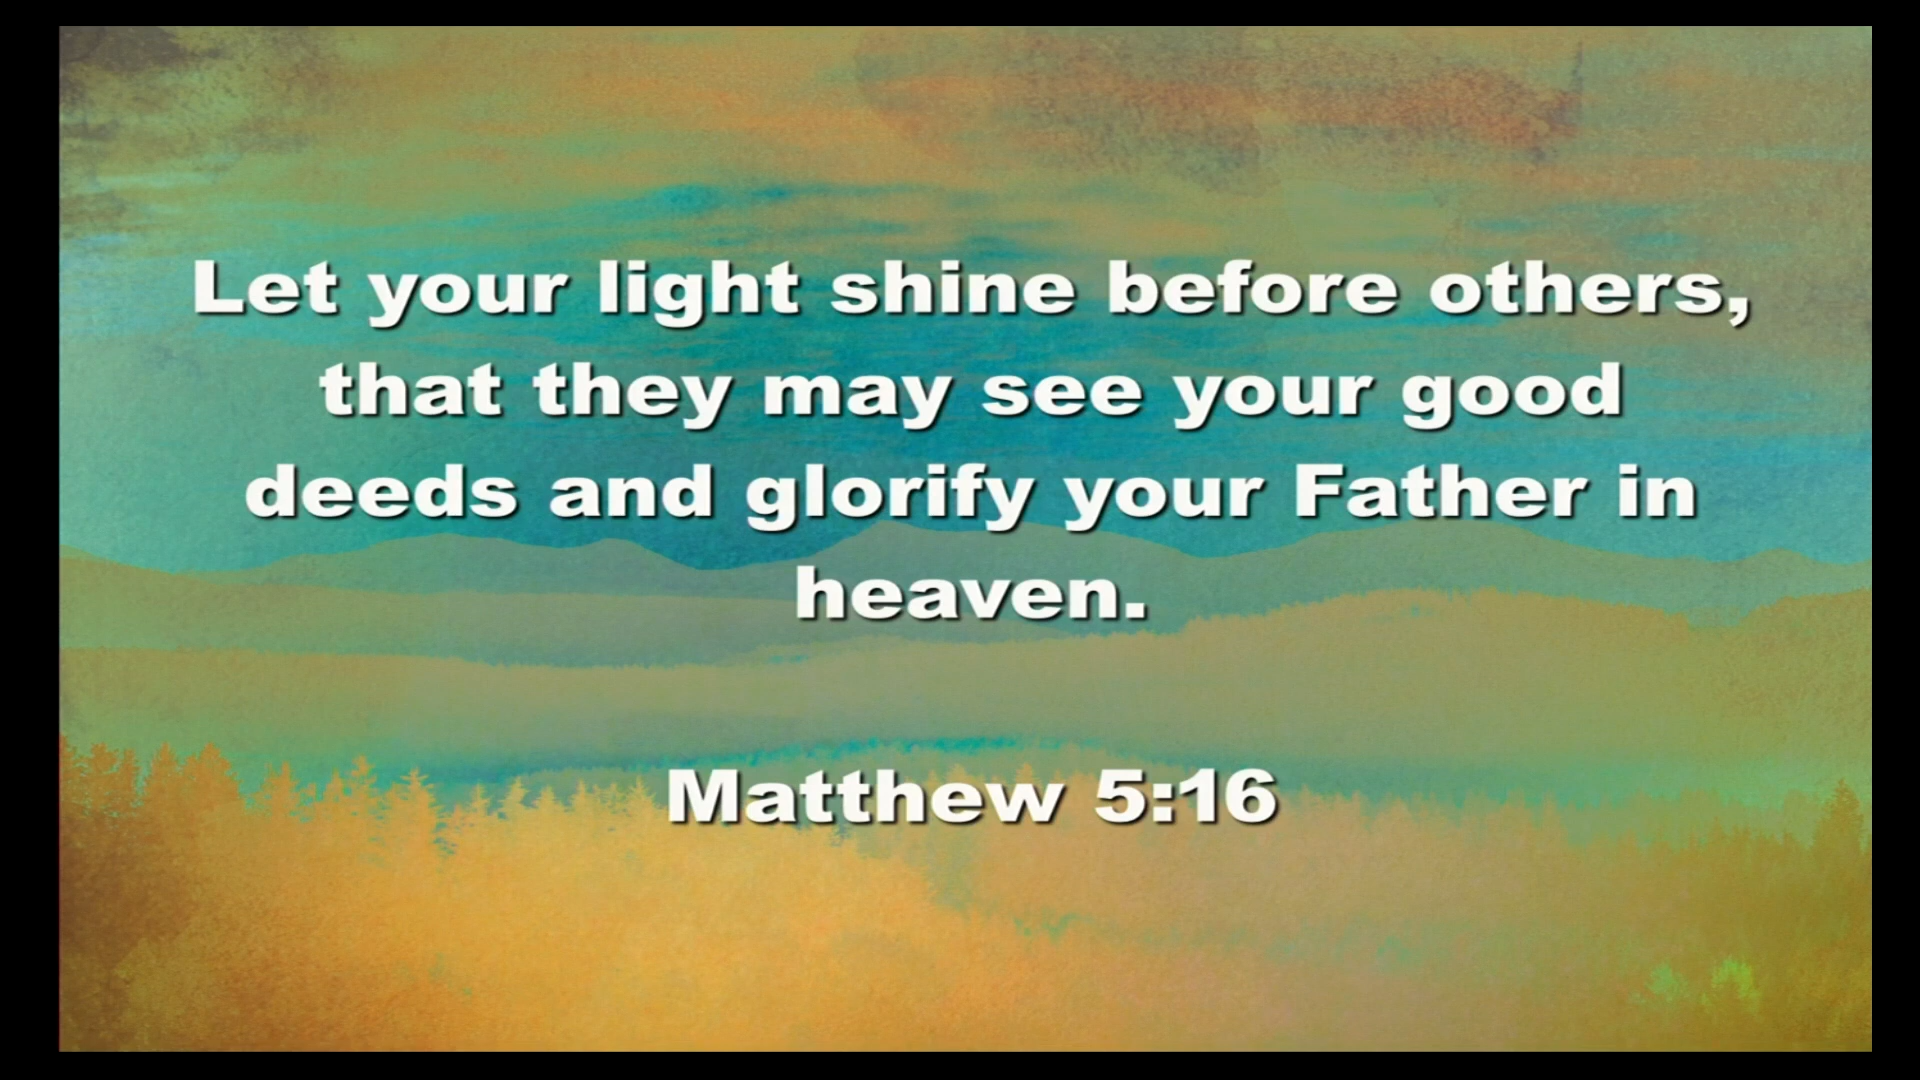 Let your light shine before others,
that they may see your good
deeds and glorify your Father in
heaven.
Matthew 5:16